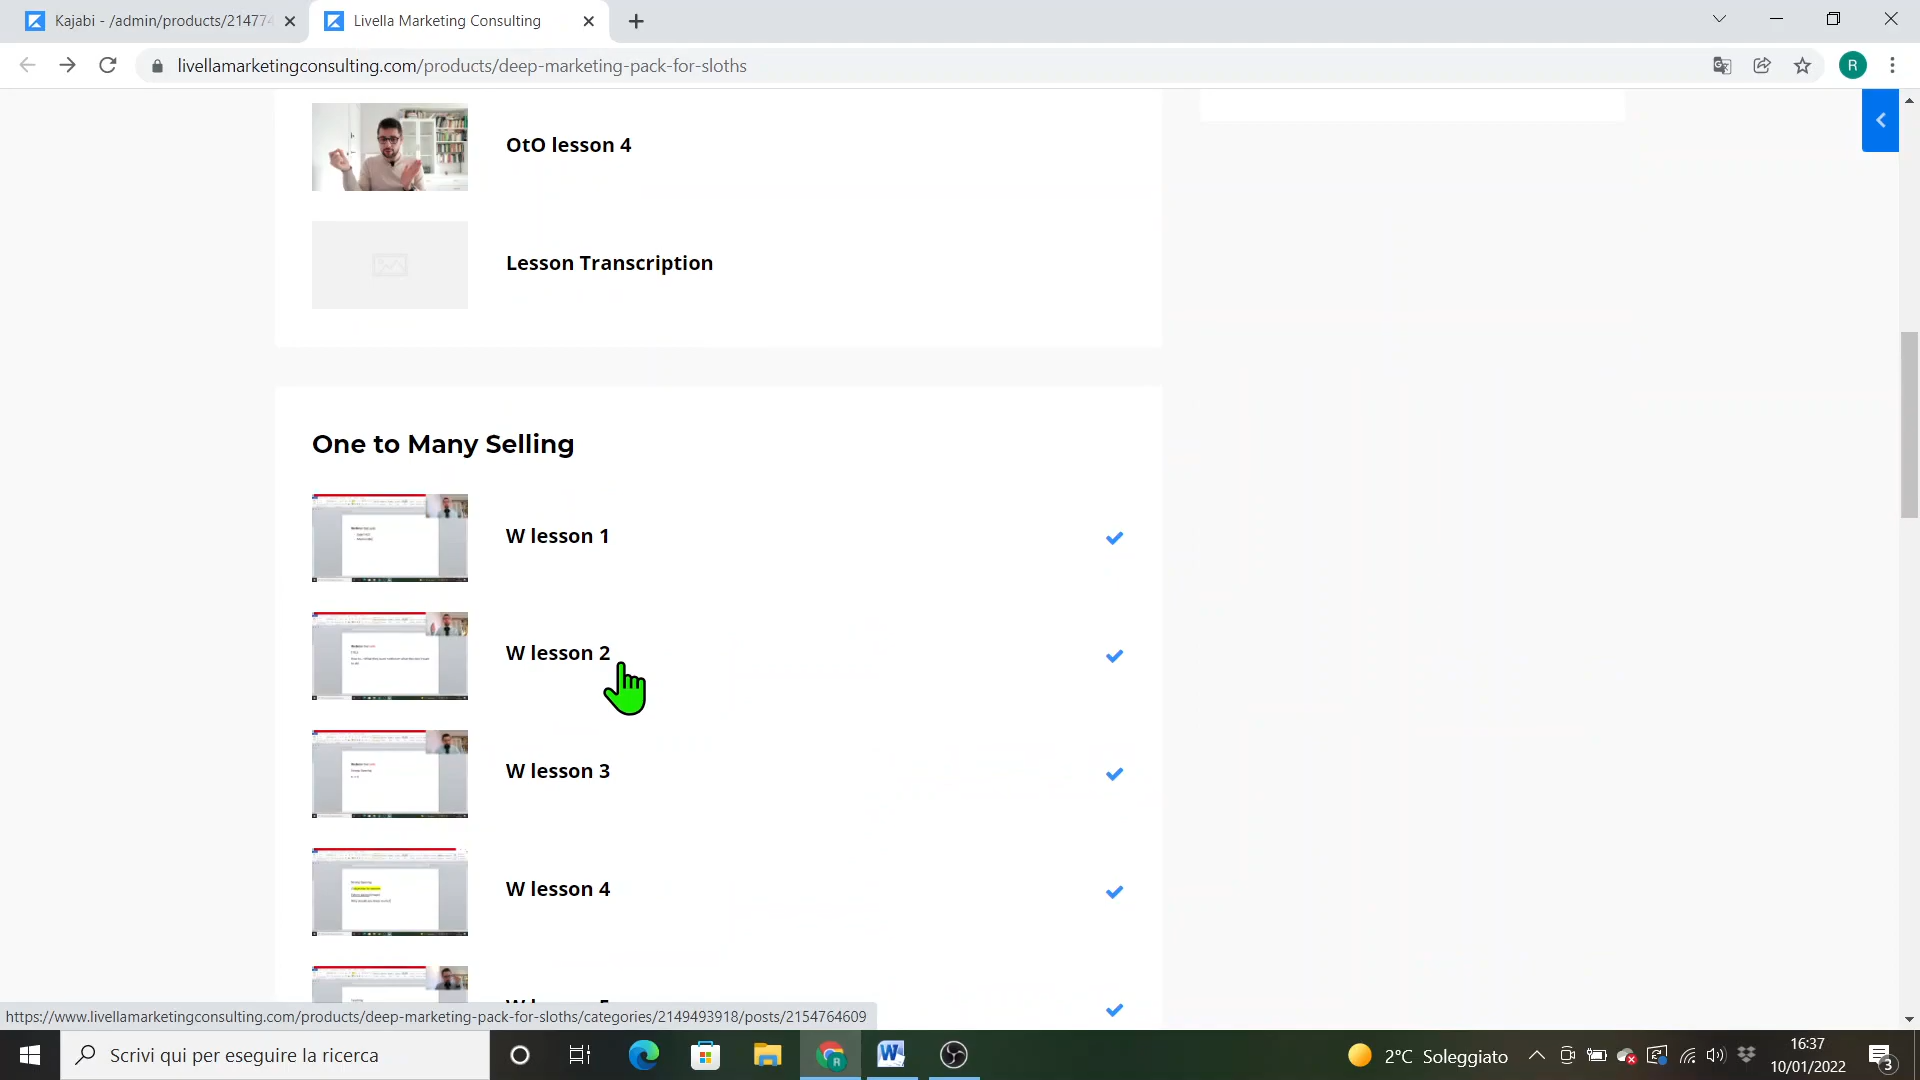 Kajabi - /admin/products/21477
Livella Marketing Consulting
livellamarketingconsulting.com/products/deep-marketing-pack-for-sloths
R
OtO lesson 4
Lesson Transcription
One to Many Selling
W lesson 1
W lesson 2
W lesson 3
W lesson 4
https://www.livellamarketingconsulting.com/products/deep-marketing-pack-for-sloths/categories/2149493918/posts/2154764609
Scrivi qui per eseguire la ricerca
2°C Soleggiato
16:37
10/01/2022
3